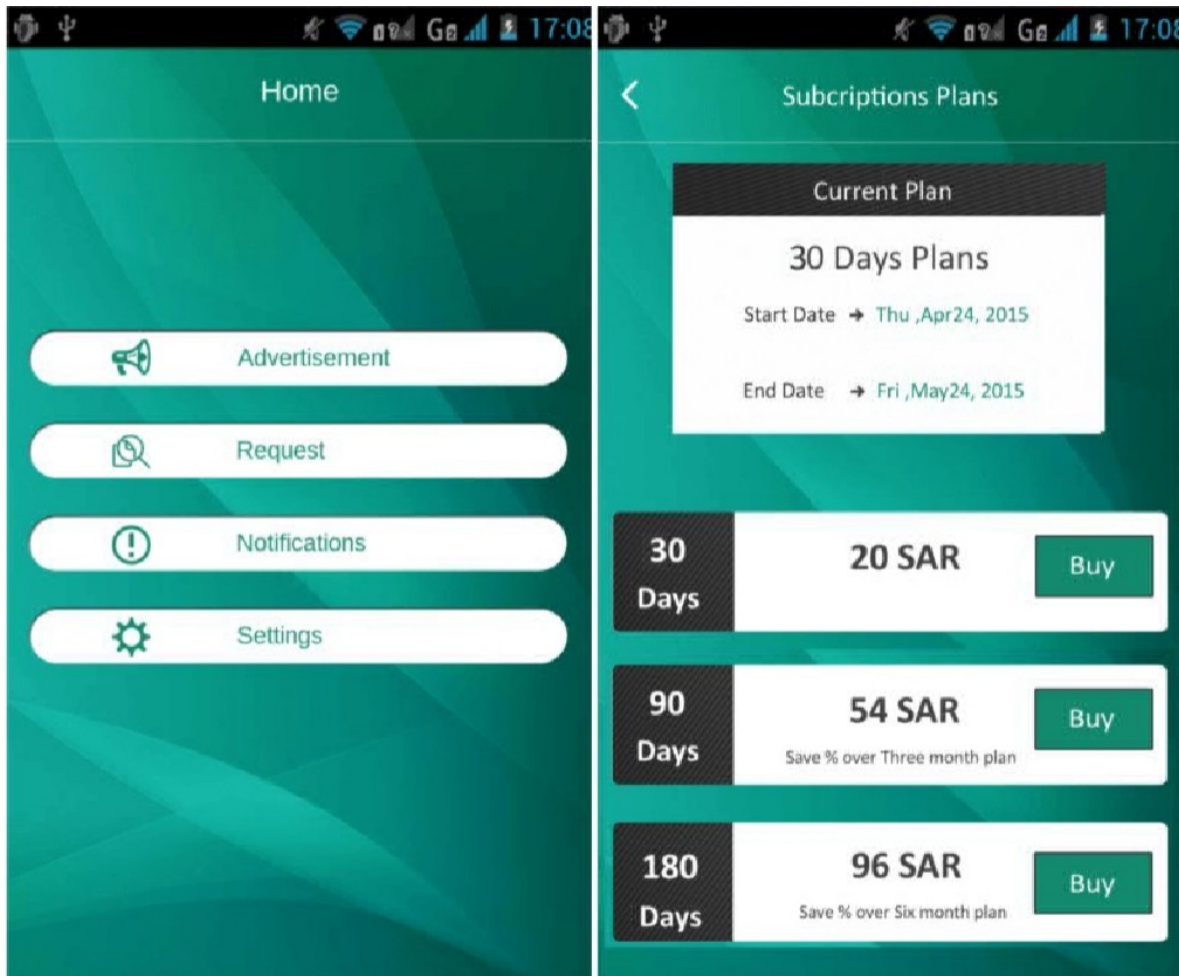 17:08
Home
Advertisement
Request
Notifications
Settings
17:08
Subcriptions Plans
Current Plan
30 Days Plans
Start Date → Thu ,Apr24, 2015
End Date → Fri ,May24, 2015
30
Days
20 SAR
Buy
90
Days
54 SAR
Save % over Three month plan
Buy
180
Days
96 SAR
Save % over Six month plan
Buy